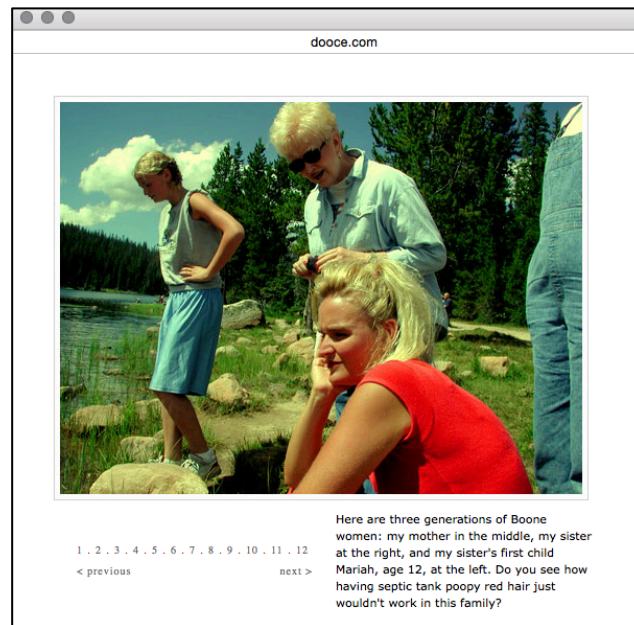 dooce.com
1 . 2 . 3 . 4 . 5 . 6 . 7 . 8 . 9 . 10 . 11 . 12
< previous next >
Here are three generations of Boone
women: my mother in the middle, my sister
at the right, and my sister's first child
Mariah, age 12, at the left. Do you see how
having septic tank poopy red hair just
wouldn't work in this family?